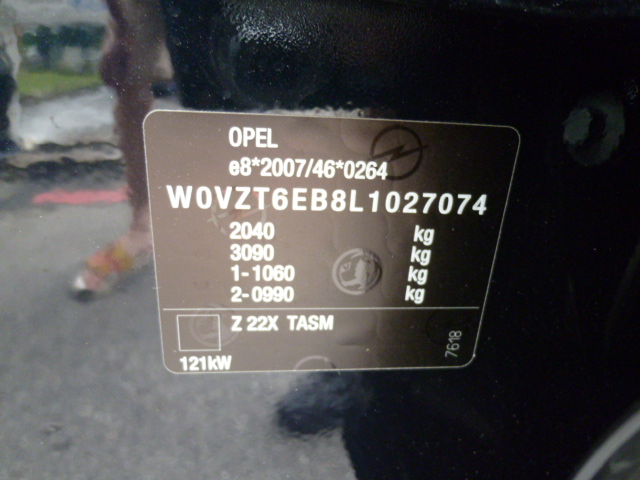 OPEL
e8*2007/46*0264
W0VZT6EB8L1027074
2040 kg
3090 kg
1-1060 kg
2-0990 kg
Z 22X TASM
121kW
7618